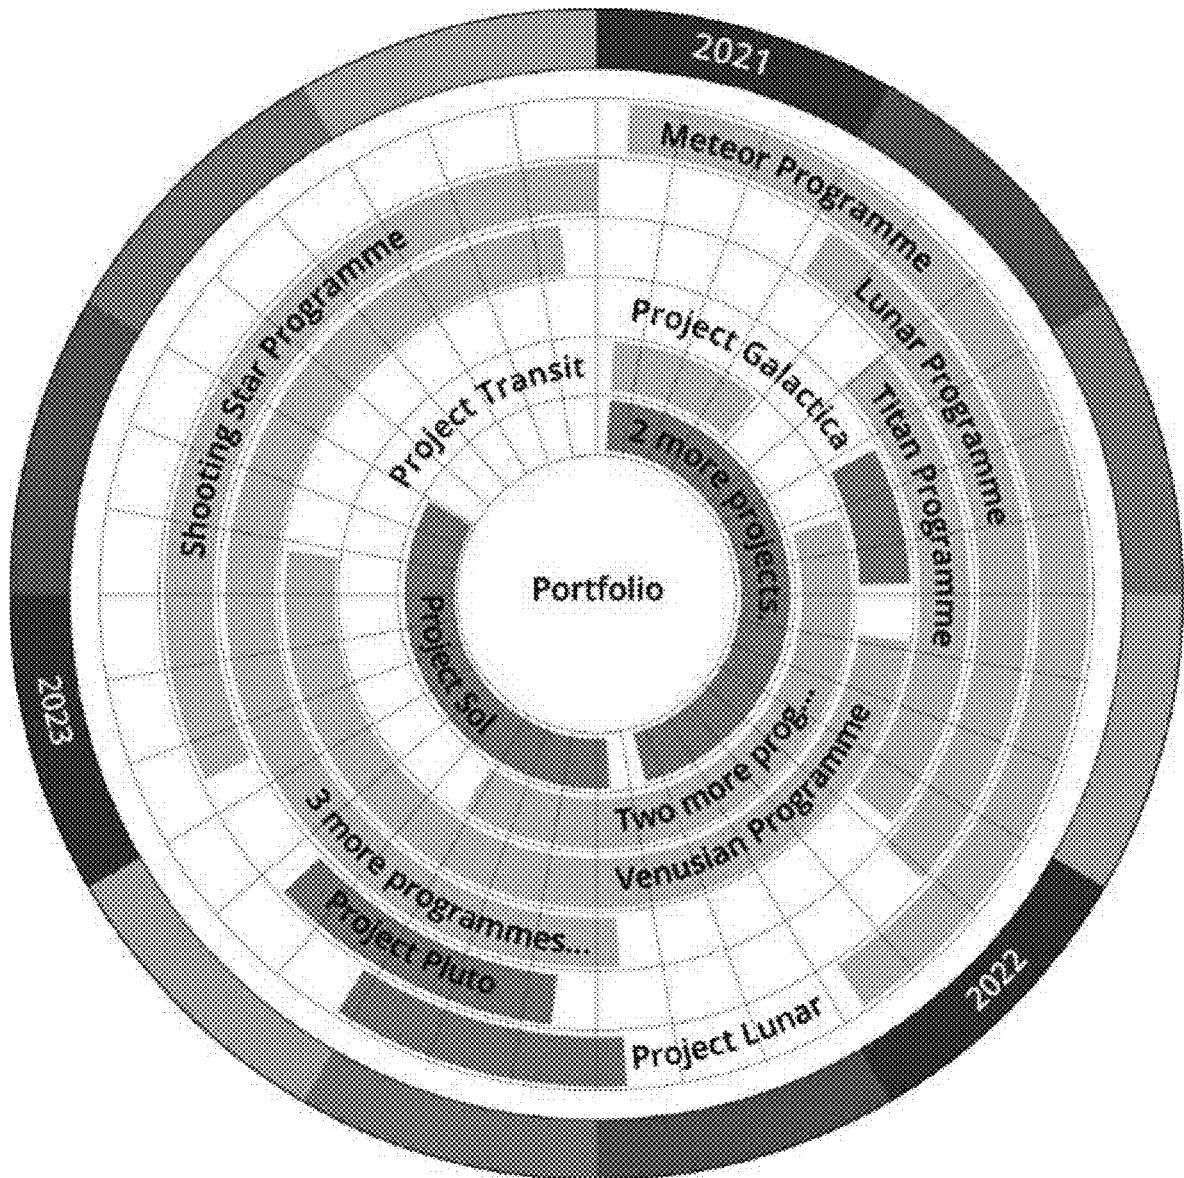 2021
Meteor Programme
Lunar Programme
Shooting Star Programme
Project Galactica
Titan Programme
Project Transit
2 more projects
Portfolio
Project Sol
2023
Two more prog...
Venusian Programme
3 more programmes...
Project Pluto
2022
Project Lunar